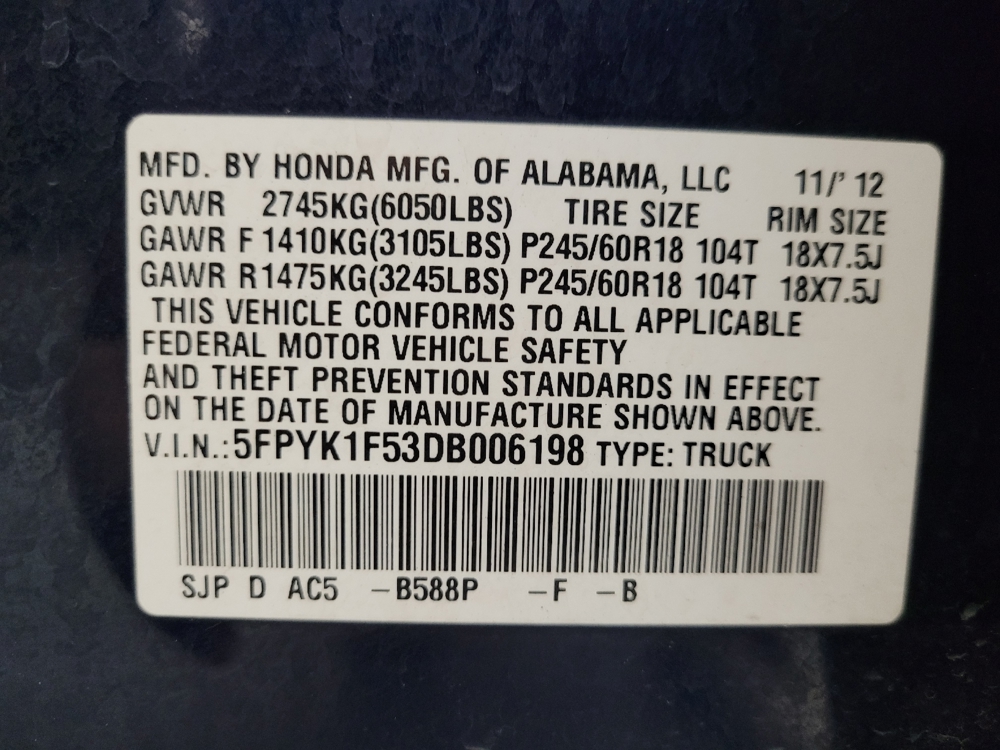 MFD. BY HONDA MFG. OF ALABAMA, LLC 11/' 12
GVWR 2745KG(6050LBS) TIRE SIZE RIM SIZE
GAWR F 1410KG(3105LBS) P245/60R18 104T 18X7.5J
GAWR R 1475KG(3245LBS) P245/60R18 104T 18X7.5J
THIS VEHICLE CONFORMS TO ALL APPLICABLE
FEDERAL MOTOR VEHICLE SAFETY
AND THEFT PREVENTION STANDARDS IN EFFECT
ON THE DATE OF MANUFACTURE SHOWN ABOVE.
V.I.N.: 5FPYK1F53DB006198 TYPE: TRUCK
SJP D AC5 -B588P -F -B